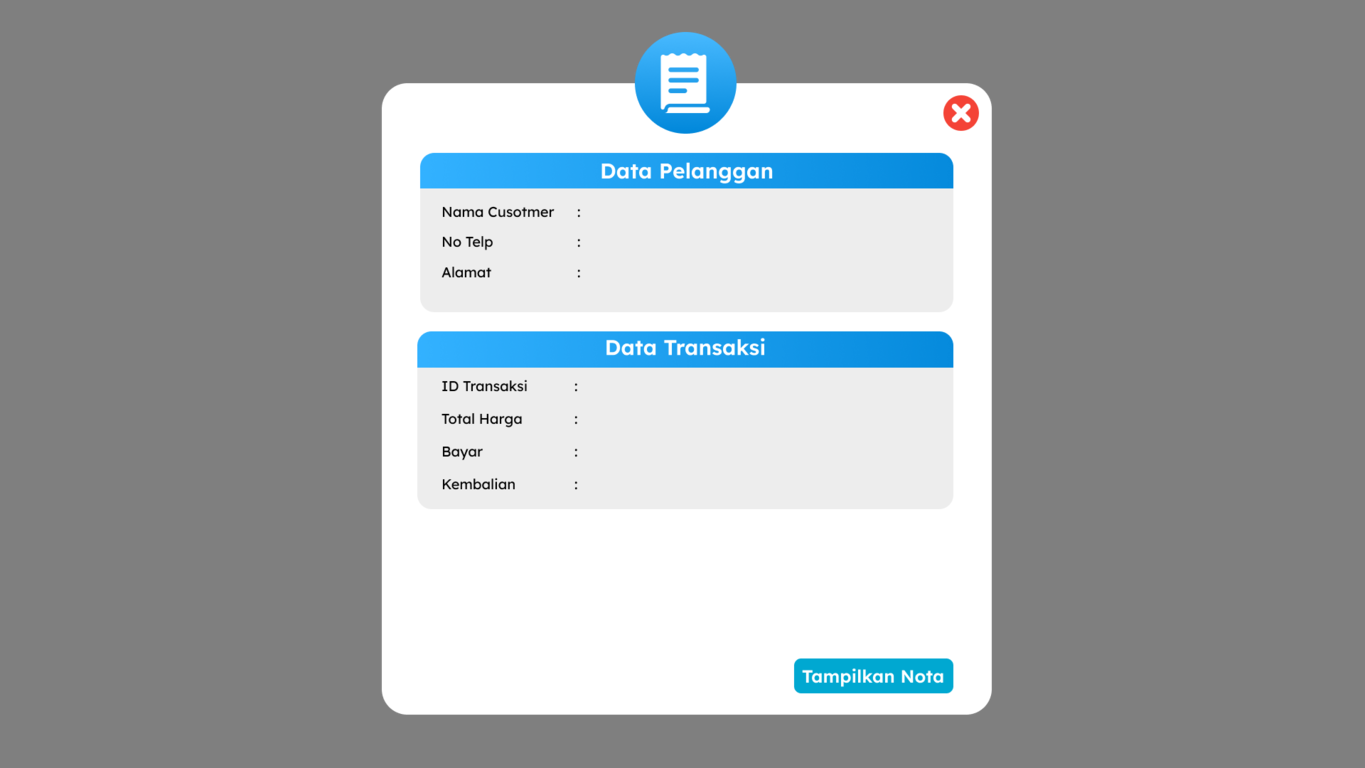 Data Pelanggan
Nama Cusotmer :
No Telp :
Alamat :
Data Transaksi
ID Transaksi :
Total Harga :
Bayar :
Kembalian :
Tampilkan Nota